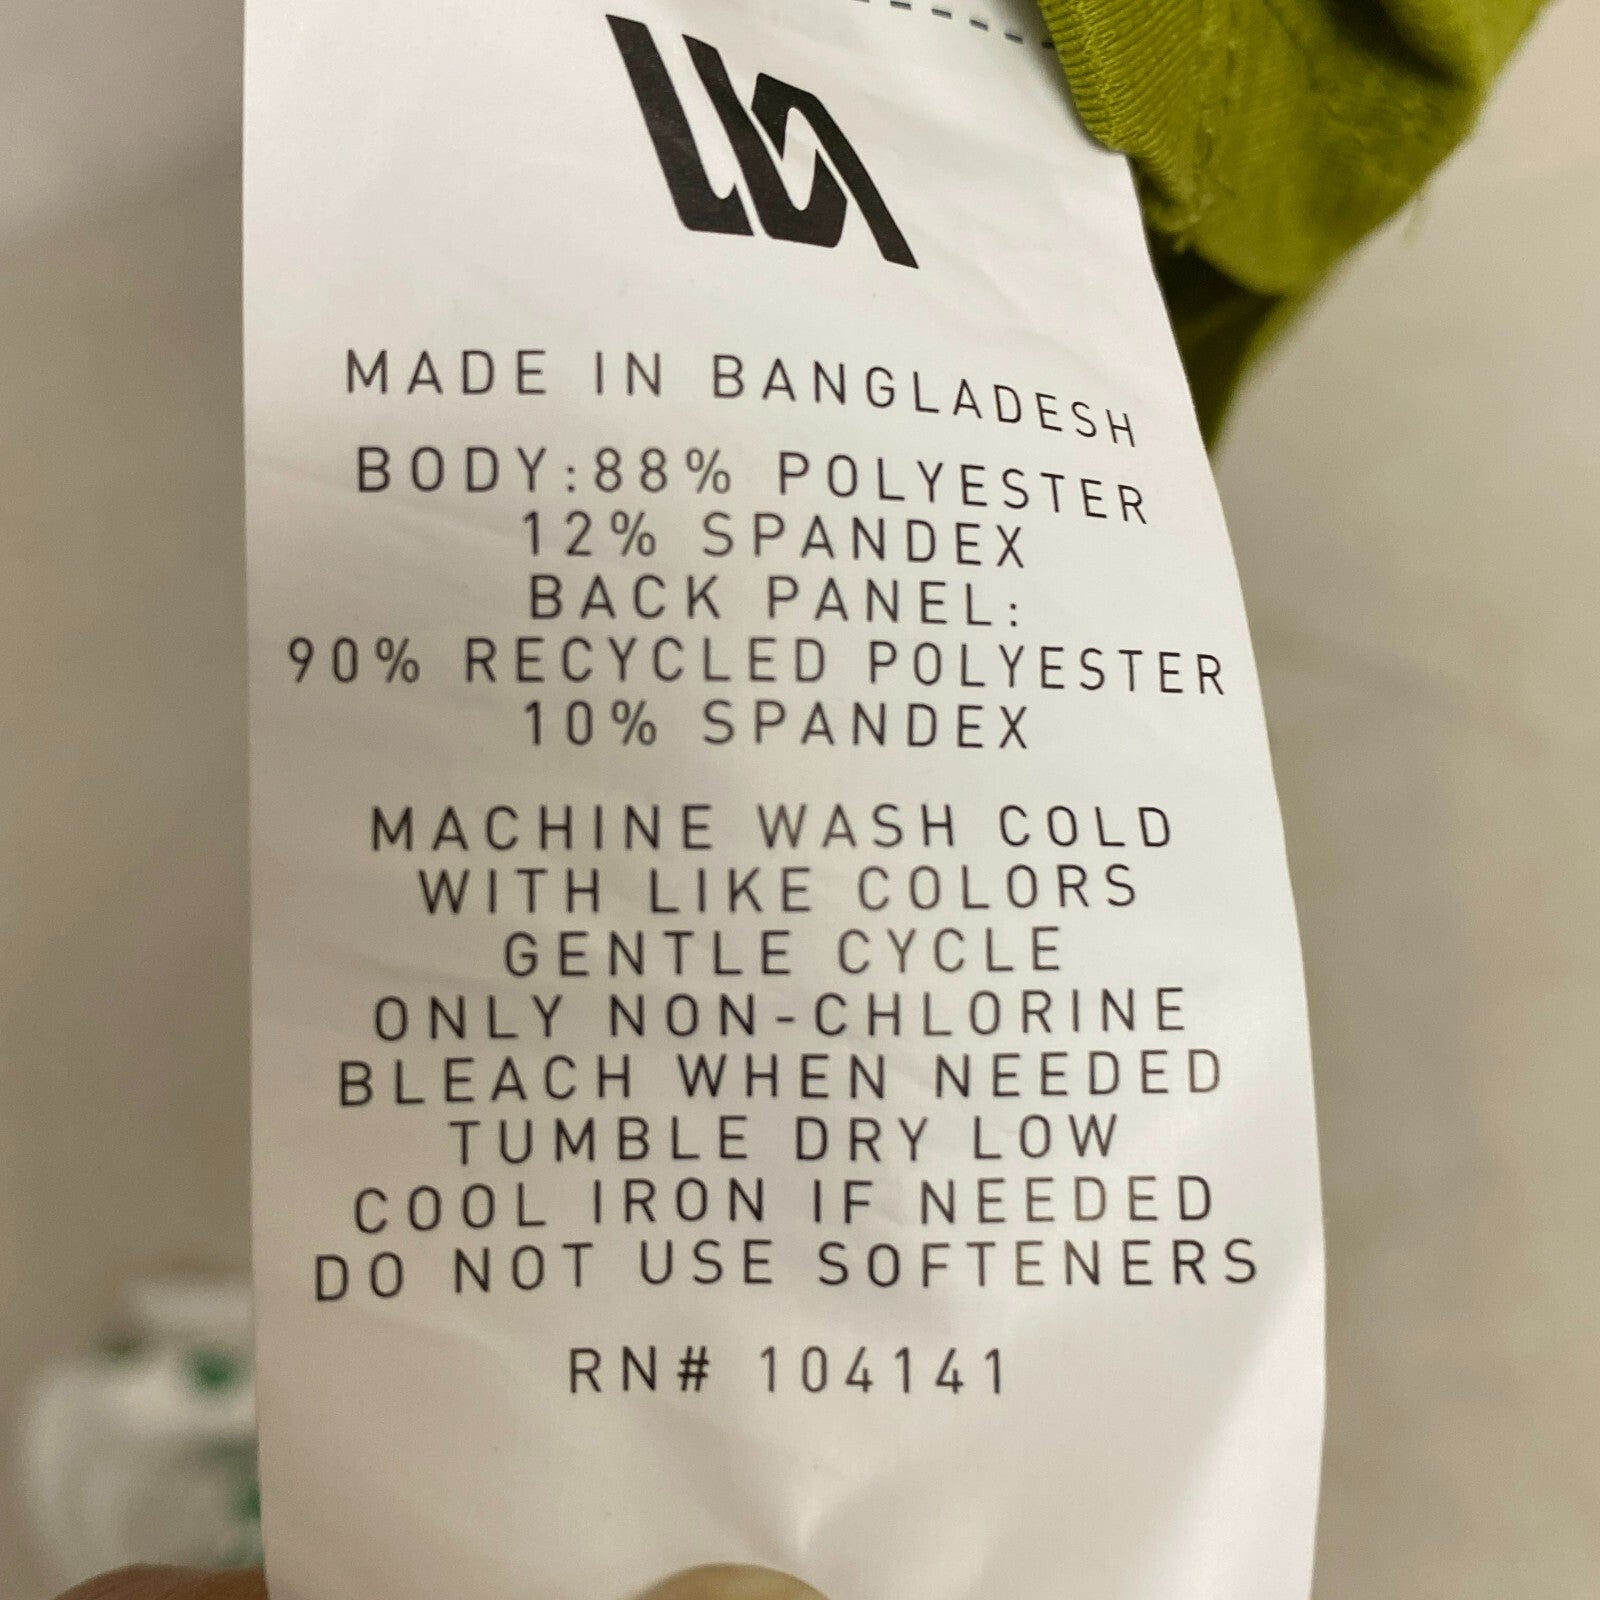 MADE IN BANGLADESH
BODY:88% POLYESTER
12% SPANDEX
BACK PANEL:
90% RECYCLED POLYESTER
10% SPANDEX
MACHINE WASH COLD
WITH LIKE COLORS
GENTLE CYCLE
ONLY NON-CHLORINE
BLEACH WHEN NEEDED
TUMBLE DRY LOW
COOL IRON IF NEEDED
DO NOT USE SOFTENERS
RN# 104141